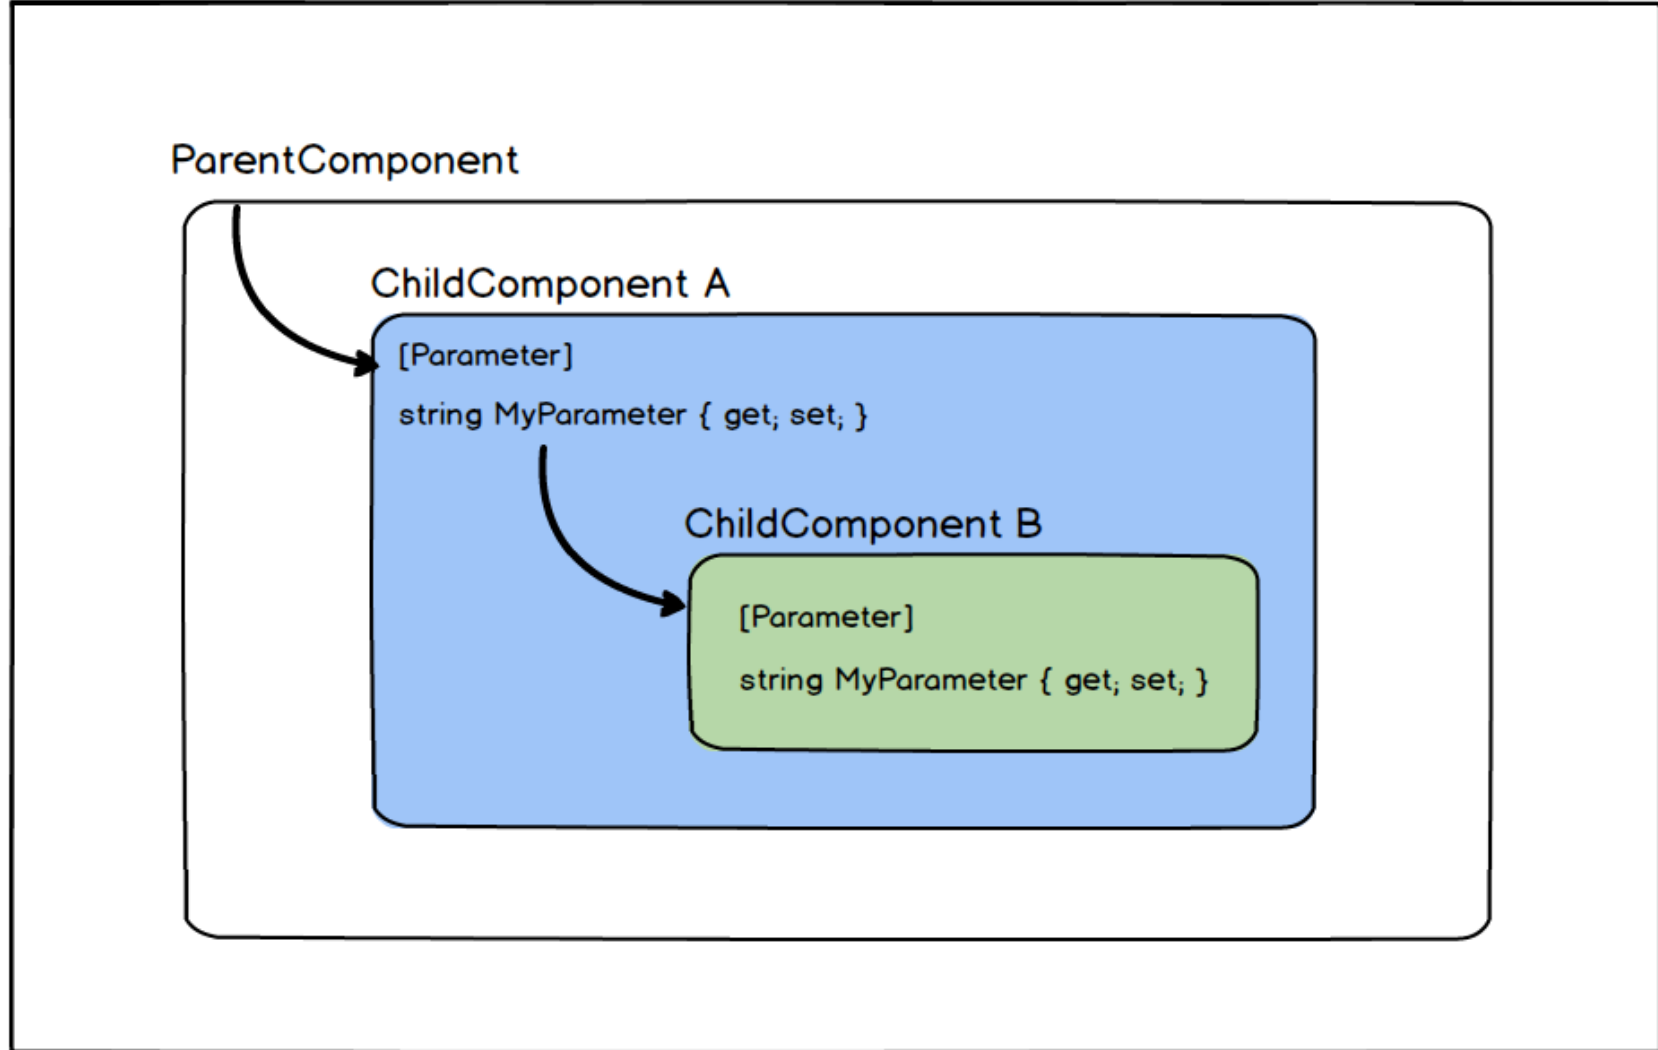 ParentComponent
ChildComponent A
[Parameter]
string MyParameter { get; set; }
ChildComponent B
[Parameter]
string MyParameter { get; set; }